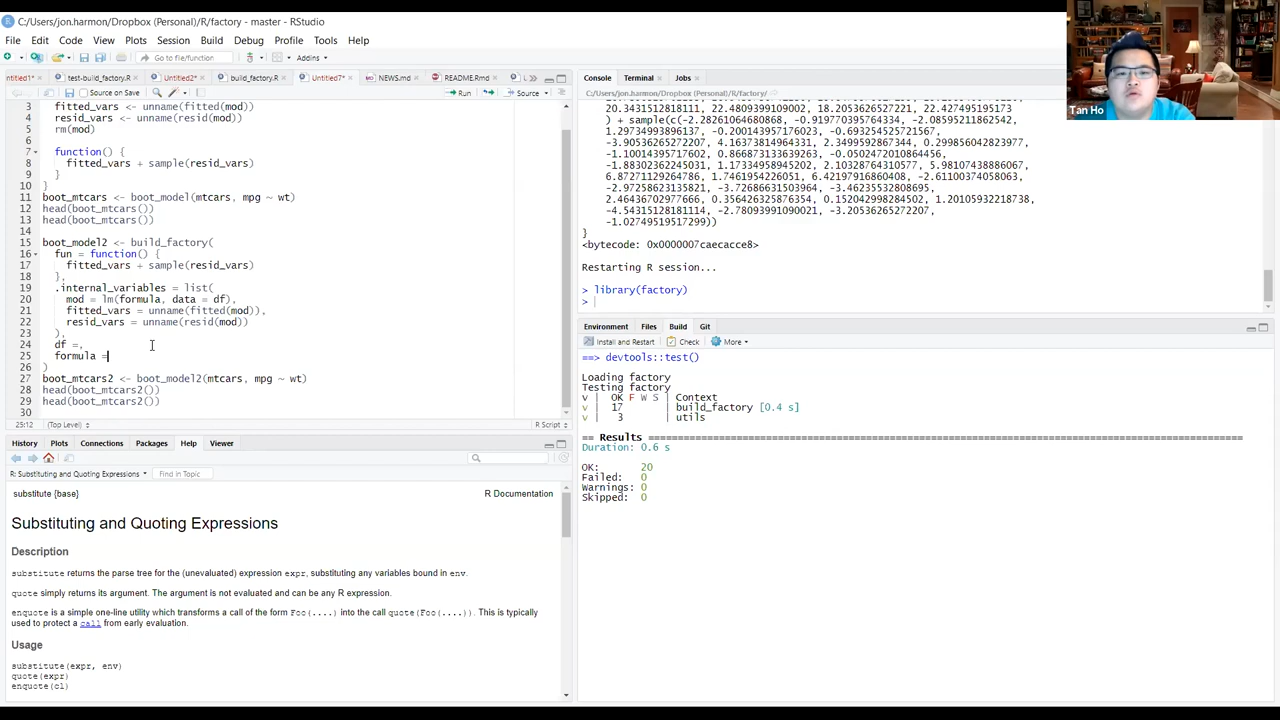 C:/Users/jon.harmon/Dropbox (Personal)/R/factory - master - RStudio
File Edit Code View Plots Session Build Debug Profile Tools Help
Go to file/function Addins
ntitled1* test-build_factory.R Untitled2* build_factory.R Untitled7* NEWS.md README.Rmd
Source on Save Run Source
3 fitted_vars <- unname(fitted(mod))
4 resid_vars <- unname(resid(mod))
5 rm(mod)
6
7 function() {
8 fitted_vars + sample(resid_vars)
9 }
10 }
11 boot_mtcars <- boot_model(mtcars, mpg ~ wt)
12 head(boot_mtcars())
13 head(boot_mtcars())
14
15 boot_model2 <- build_factory(
16 fun = function() {
17 fitted_vars + sample(resid_vars)
18 },
19 .internal_variables = list(
20 mod = lm(formula, data = df),
21 fitted_vars = unname(fitted(mod)),
22 resid_vars = unname(resid(mod))
23 ),
24 df =,
25 formula =
26 )
27 boot_mtcars2 <- boot_model2(mtcars, mpg ~ wt)
28 head(boot_mtcars2())
29 head(boot_mtcars2())
30
25:12 (Top Level) R Script
History Plots Connections Packages Help Viewer
R: Substituting and Quoting Expressions Find in Topic
substitute {base} R Documentation
Substituting and Quoting Expressions
Description
substitute returns the parse tree for the (unevaluated) expression expr, substituting any variables bound in env.
quote simply returns its argument. The argument is not evaluated and can be any R expression.
enquote is a simple one-line utility which transforms a call of the form Foo(....) into the call quote(Foo(....)). This is typically
used to protect a call from early evaluation.
Usage
substitute(expr, env)
quote(expr)
enquote(cl)
Console Terminal Jobs
C:/Users/jon.harmon/Dropbox (Personal)/R/factory/
20.3431512818111, 22.4809399109002, 18.2053632657221, 22.427495195173
) + sample(c(-2.28261064680868, -0.919770394764334, -2.08595211862542,
1.29734993896137, -0.200143957176023, -0.693254525721567,
-3.90536265272207, 4.16373814964331, 2.3499592867344, 0.299856042823977,
-1.10014395717602, 0.866873133639263, -0.0502472010864456,
-1.88302362245031, 1.17334958945202, 2.10328764310577, 5.98107438886067,
6.87271129264786, 1.7461954226051, 6.42197916860408, -2.61100374058063,
-2.97258623135821, -3.72686631503964, -3.46235532808695,
2.46436702977666, 0.356426325876354, 0.152042998284502, 1.20105932218738,
-4.54315128181114, -2.78093991090021, -3.20536265272207,
-1.02749519517299))
}
<bytecode: 0x0000007caecacce8>
Restarting R session...
> library(factory)
>
Environment Files Build Git
Install and Restart Check More
==> devtools::test()
Loading factory
Testing factory
v | OK F W S | Context
v | 17 | build_factory [0.4 s]
v | 3 | utils
== Results ==
Duration: 0.6 s
OK: 20
Failed: 0
Warnings: 0
Skipped: 0
Tan Ho